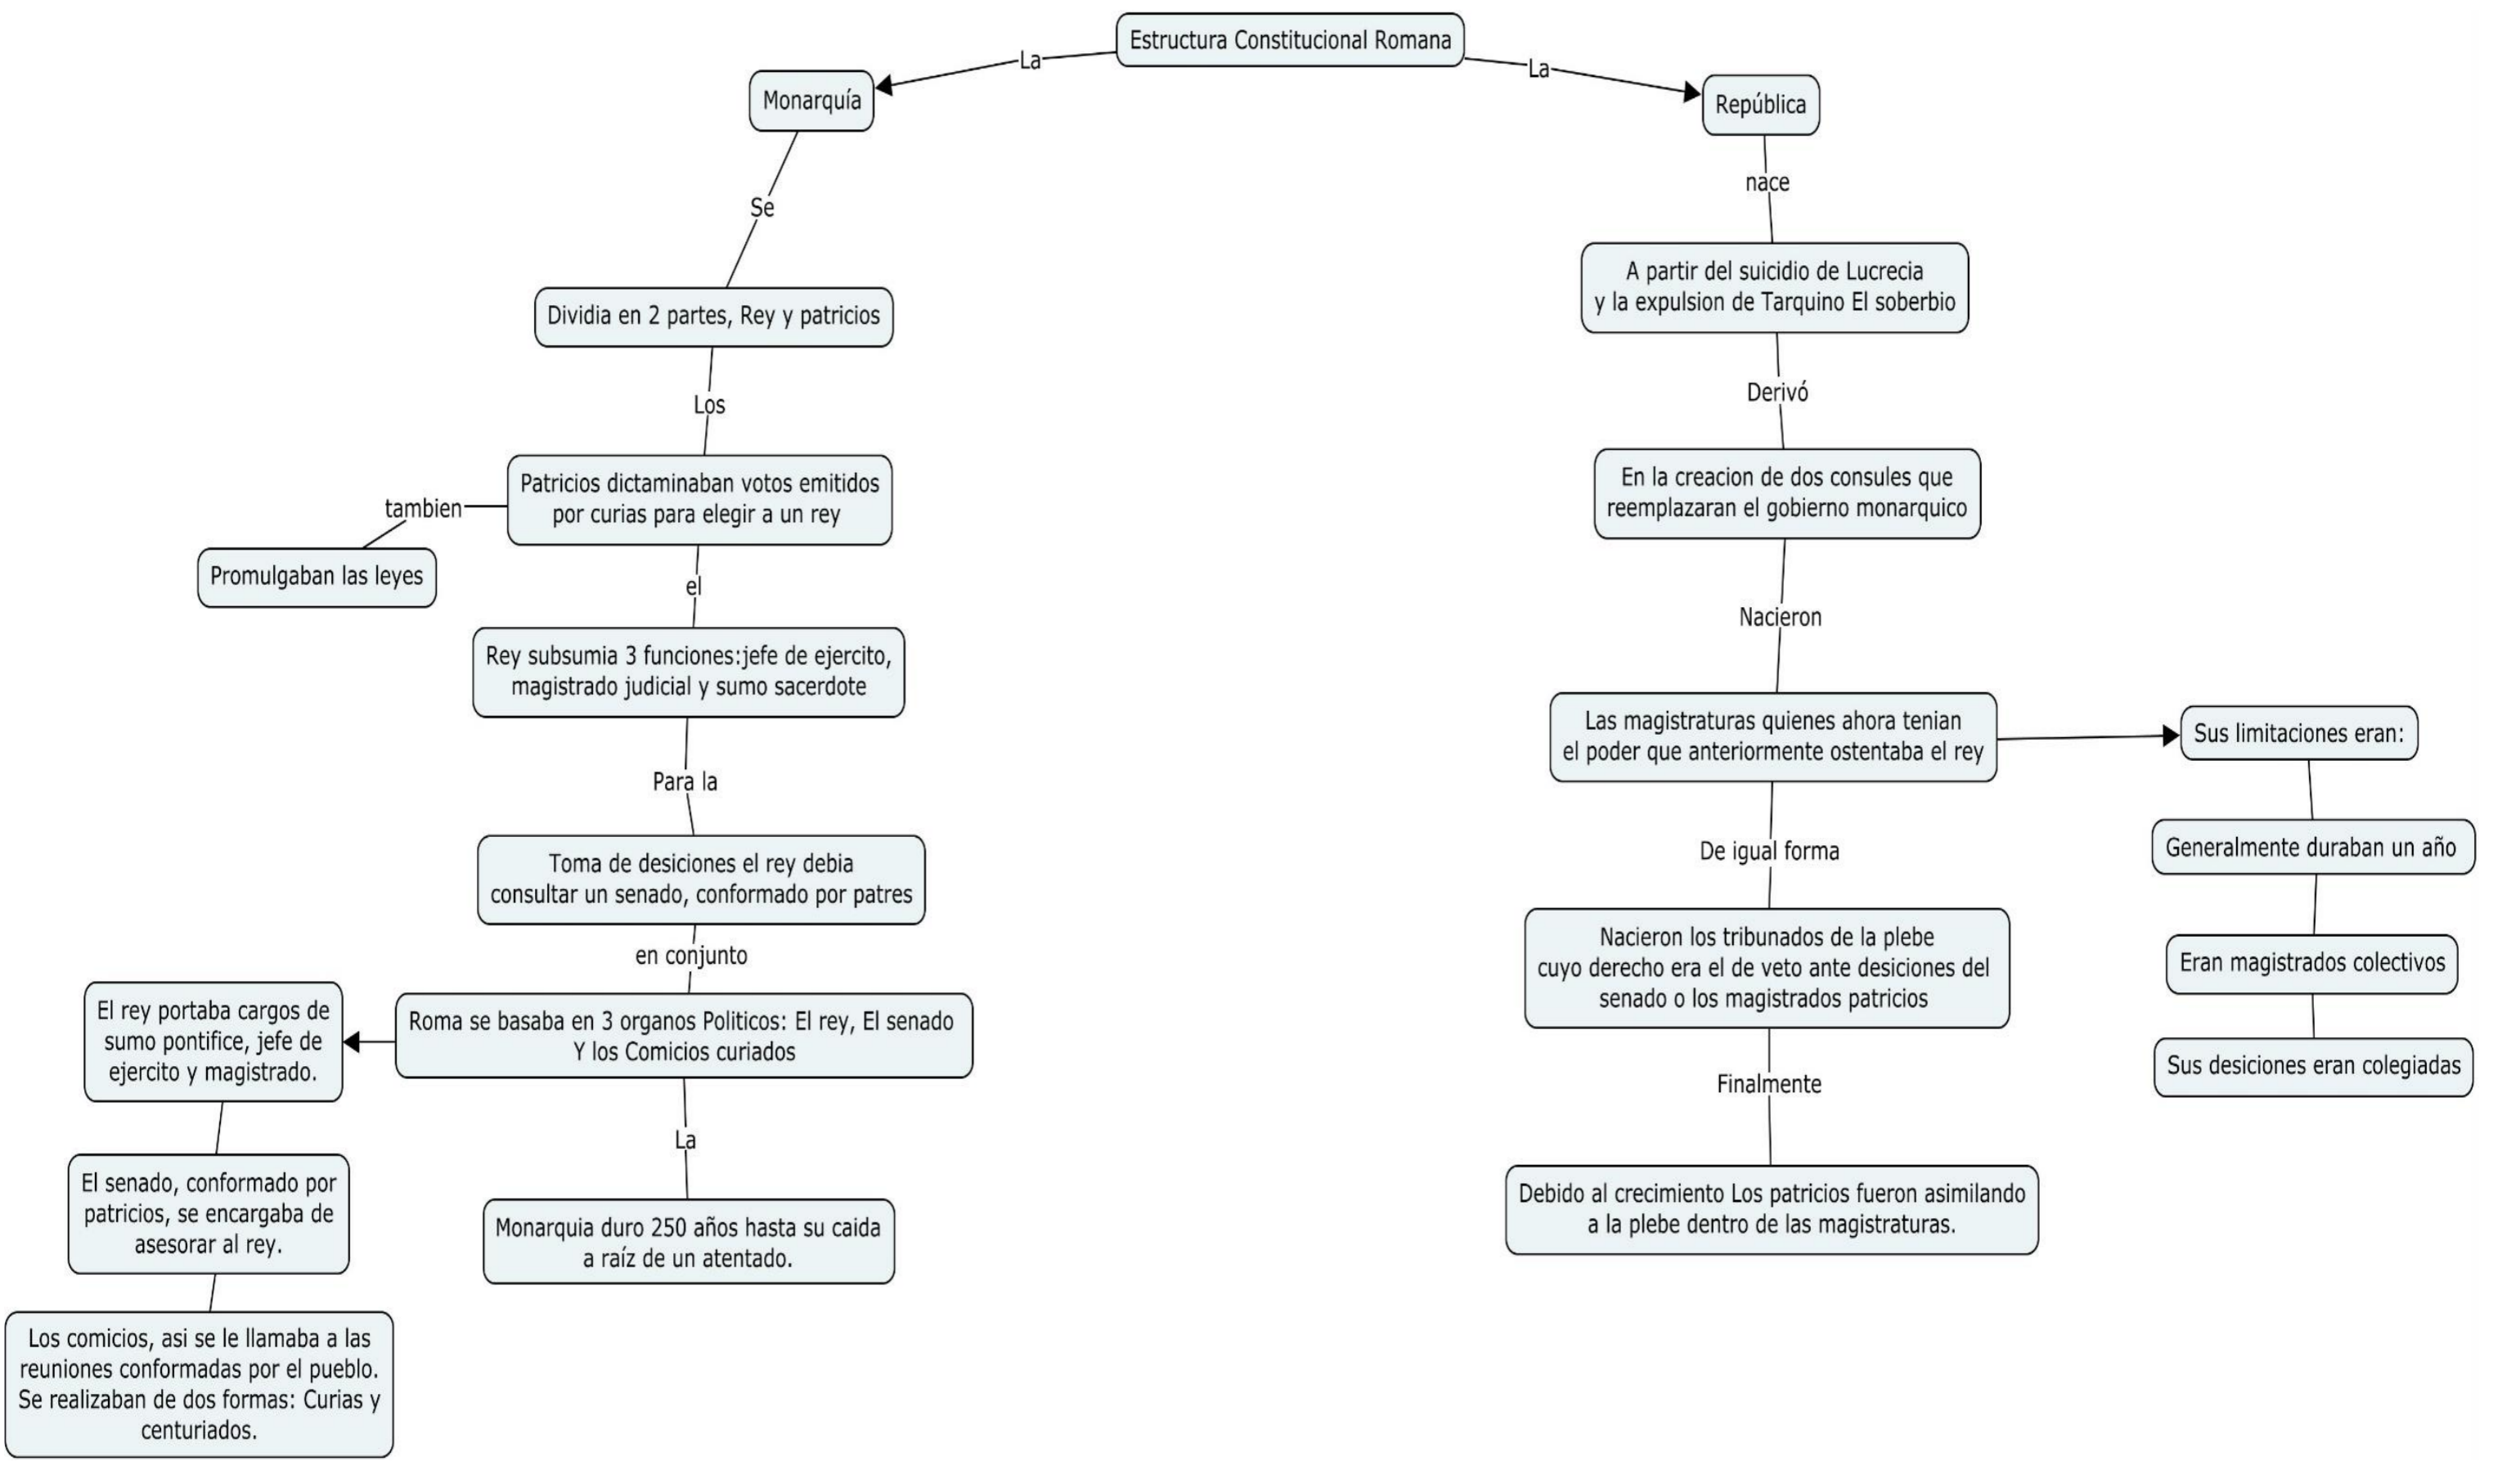 Estructura Constitucional Romana
La
La
Monarquía
Se
Dividia en 2 partes, Rey y patricios
Los
Patricios dictaminaban votos emitidos
por curias para elegir a un rey
tambien
Promulgaban las leyes
el
Rey subsumia 3 funciones:jefe de ejercito,
magistrado judicial y sumo sacerdote
Para la
Toma de desiciones el rey debia
consultar un senado, conformado por patres
en conjunto
Roma se basaba en 3 organos Politicos: El rey, El senado
Y los Comicios curiados
El rey portaba cargos de
sumo pontifice, jefe de
ejercito y magistrado.
El senado, conformado por
patricios, se encargaba de
asesorar al rey.
Los comicios, asi se le llamaba a las
reuniones conformadas por el pueblo.
Se realizaban de dos formas: Curias y
centuriados.
La
Monarquia duro 250 años hasta su caida
a raíz de un atentado.
República
nace
A partir del suicidio de Lucrecia
y la expulsion de Tarquino El soberbio
Derivó
En la creacion de dos consules que
reemplazaran el gobierno monarquico
Nacieron
Las magistraturas quienes ahora tenian
el poder que anteriormente ostentaba el rey
Sus limitaciones eran:
Generalmente duraban un año
Eran magistrados colectivos
Sus desiciones eran colegiadas
De igual forma
Nacieron los tribunados de la plebe
cuyo derecho era el de veto ante desiciones del
senado o los magistrados patricios
Finalmente
Debido al crecimiento Los patricios fueron asimilando
a la plebe dentro de las magistraturas.